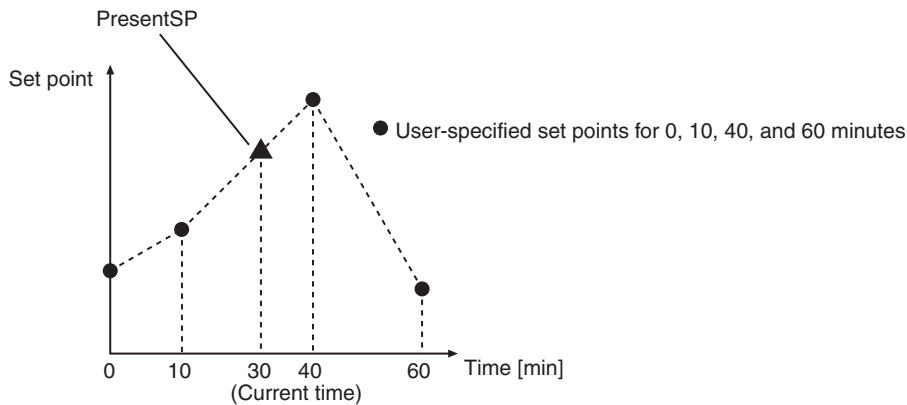 PresentSP
Set point
User-specified set points for 0, 10, 40, and 60 minutes
0 10 30 40 60 Time [min]
(Current time)